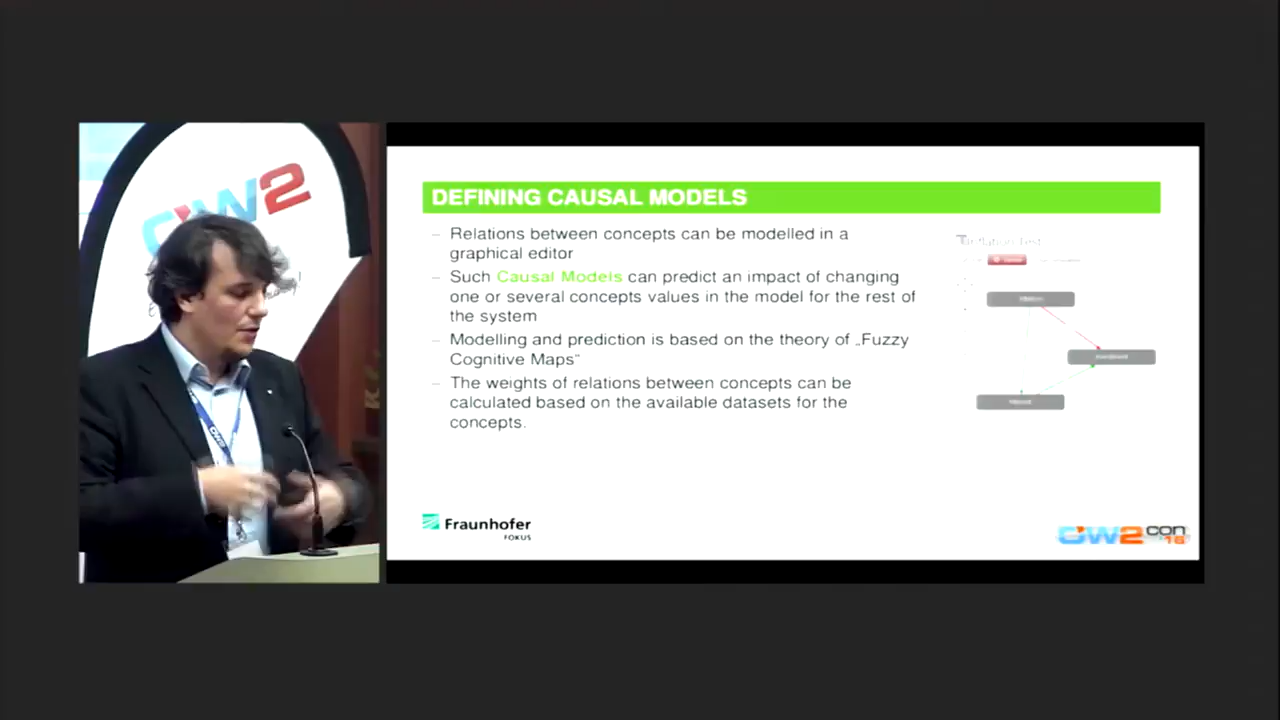 OW2
DEFINING CAUSAL MODELS
– Relations between concepts can be modelled in a
graphical editor
– Such Causal Models can predict an impact of changing
one or several concepts values in the model for the rest of
the system
– Modelling and prediction is based on the theory of „Fuzzy
Cognitive Maps“
– The weights of relations between concepts can be
calculated based on the available datasets for the
concepts.
Fraunhofer
FOKUS
OW2 con
16